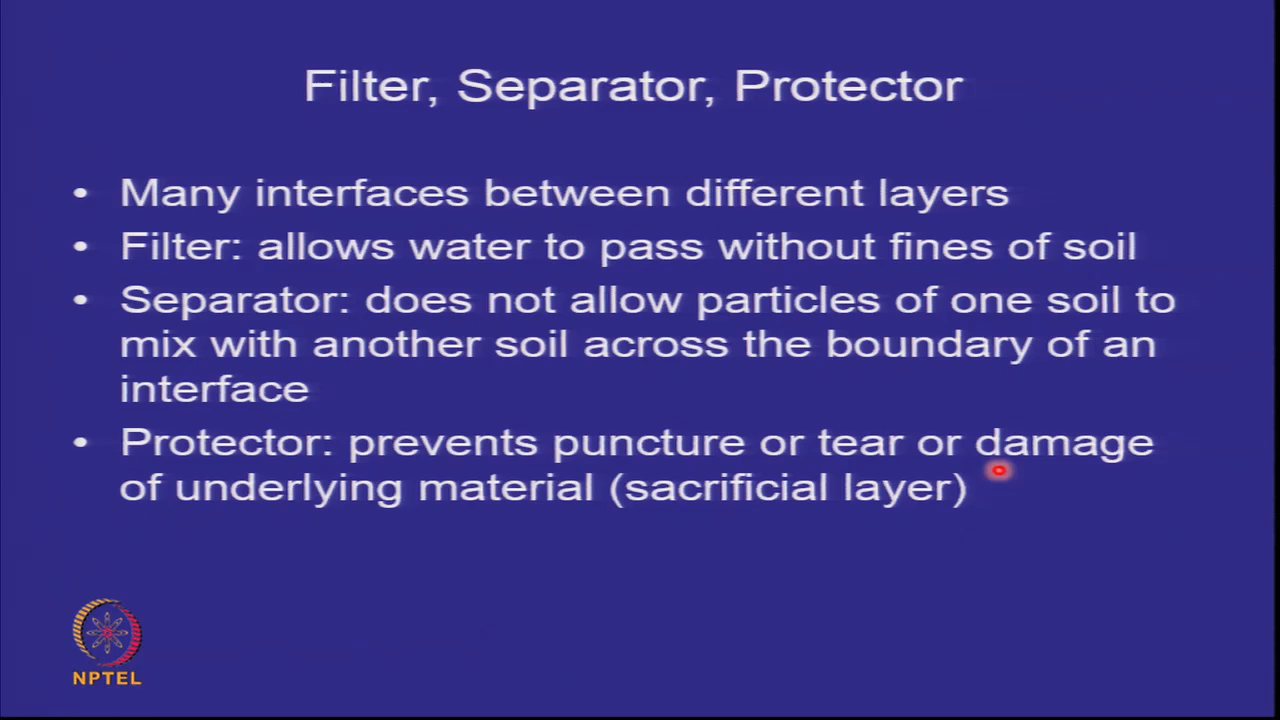 Filter, Separator, Protector
• Many interfaces between different layers
• Filter: allows water to pass without fines of soil
• Separator: does not allow particles of one soil to
mix with another soil across the boundary of an
interface
• Protector: prevents puncture or tear or damage
of underlying material (sacrificial layer)
NPTEL